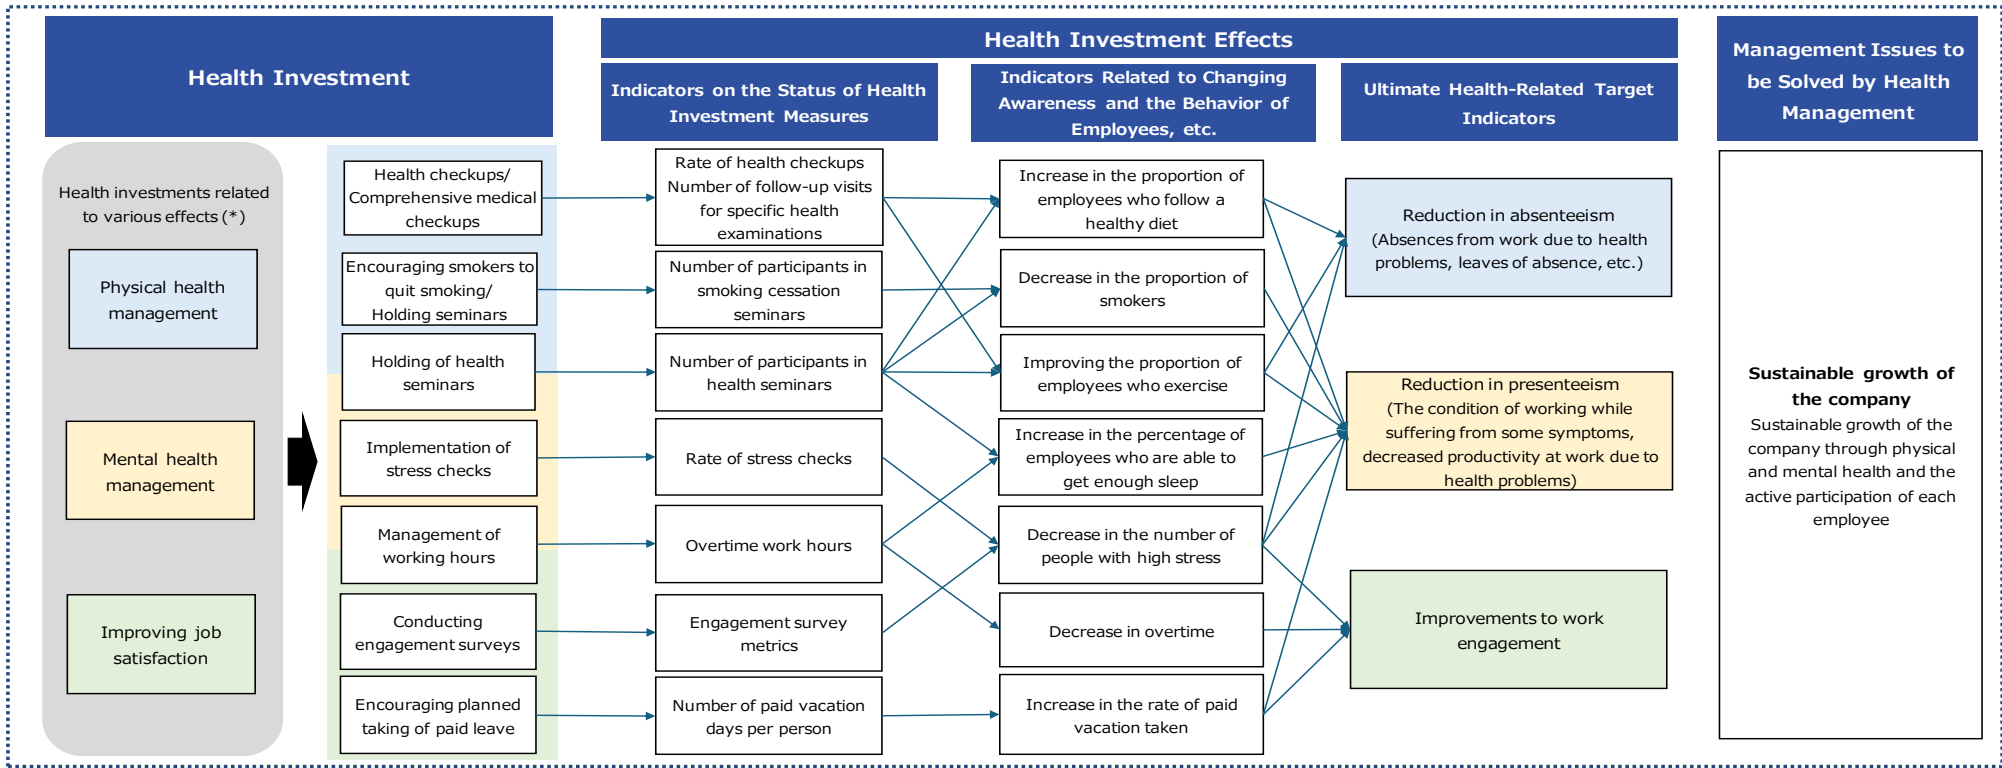 Health Investment
Health Investment Effects
Indicators on the Status of Health
Investment Measures
Indicators Related to Changing
Awareness and the Behavior of
Employees, etc.
Ultimate Health-Related Target
Indicators
Management Issues to
be Solved by Health
Management
Health investments related
to various effects (*)
Physical health
management
Mental health
management
Improving job
satisfaction
Health checkups/
Comprehensive medical
checkups
Encouraging smokers to
quit smoking/
Holding seminars
Holding of health
seminars
Implementation of
stress checks
Management of
working hours
Conducting
engagement surveys
Encouraging planned
taking of paid leave
Rate of health checkups
Number of follow-up visits
for specific health
examinations
Number of participants in
smoking cessation
seminars
Number of participants in
health seminars
Rate of stress checks
Overtime work hours
Engagement survey
metrics
Number of paid vacation
days per person
Increase in the proportion of
employees who follow a
healthy diet
Decrease in the proportion of
smokers
Improving the proportion of
employees who exercise
Increase in the percentage of
employees who are able to
get enough sleep
Decrease in the number of
people with high stress
Decrease in overtime
Increase in the rate of paid
vacation taken
Reduction in absenteeism
(Absences from work due to health
problems, leaves of absence, etc.)
Reduction in presenteeism
(The condition of working while
suffering from some symptoms,
decreased productivity at work due to
health problems)
Improvements to work
engagement
Sustainable growth of
the company
Sustainable growth of the
company through physical
and mental health and the
active participation of each
employee